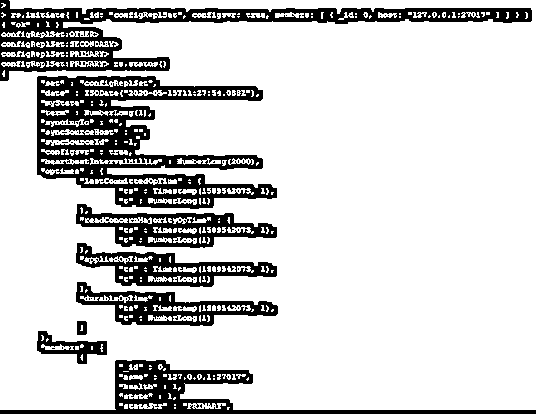 >
> rs.initiate( { _id: "configReplSet", configsvr: true, members: [ { _id: 0, host: "127.0.0.1:27017" } ] } )
{ "ok" : 1 }
configReplSet:OTHER>
configReplSet:SECONDARY>
configReplSet:PRIMARY>
configReplSet:PRIMARY> rs.status()
{
"set" : "configReplSet",
"date" : ISODate("2020-05-15T11:27:54.088Z"),
"myState" : 1,
"term" : NumberLong(1),
"syncingTo" : "",
"syncSourceHost" : "",
"syncSourceId" : -1,
"configsvr" : true,
"heartbeatIntervalMillis" : NumberLong(2000),
"optimes" : {
"lastCommittedOpTime" : {
"ts" : Timestamp(1589542073, 1),
"t" : NumberLong(1)
},
"readConcernMajorityOpTime" : {
"ts" : Timestamp(1589542073, 1),
"t" : NumberLong(1)
},
"appliedOpTime" : {
"ts" : Timestamp(1589542073, 1),
"t" : NumberLong(1)
},
"durableOpTime" : {
"ts" : Timestamp(1589542073, 1),
"t" : NumberLong(1)
}
},
"members" : [
{
"_id" : 0,
"name" : "127.0.0.1:27017",
"health" : 1,
"state" : 1,
"stateStr" : "PRIMARY",